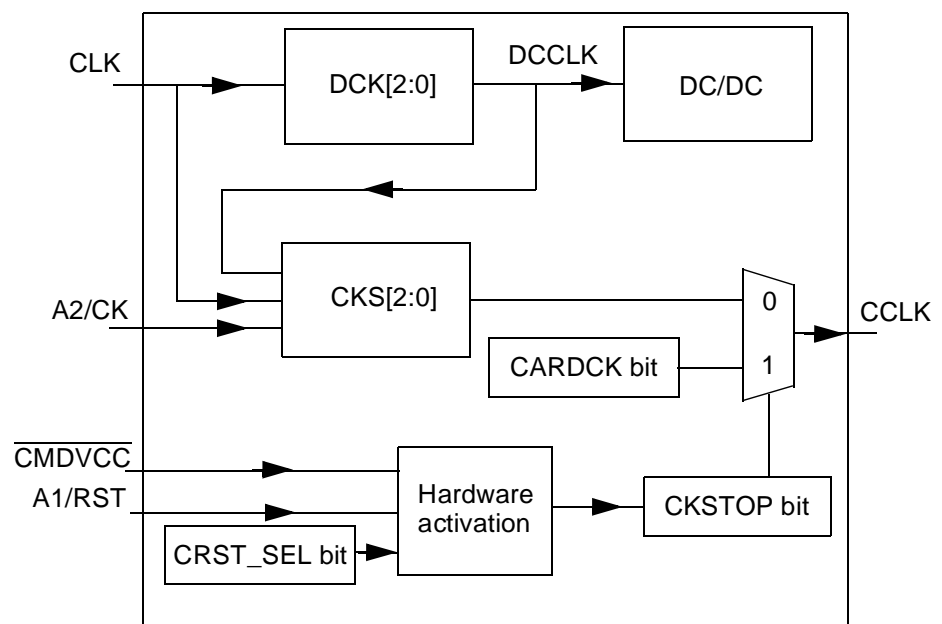 CLK
DCK[2:0]
DCCLK
DC/DC
A2/CK
CKS[2:0]
0
1
CCLK
CARDCK bit
CMDVCC
A1/RST
Hardware
activation
CKSTOP bit
CRST_SEL bit